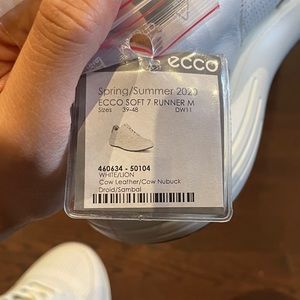 ecco
Spring/Summer 2020
ECCO SOFT 7 RUNNER M
Sizes 39-48 DW11
460634 - 50104
WHITE/LION
Cow Leather/Cow Nubuck
Droid/Sambal